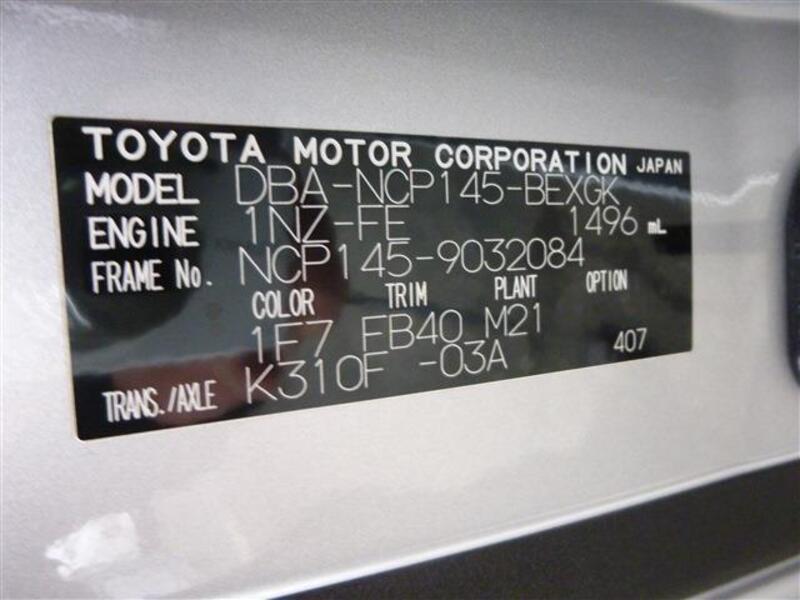 TOYOTA MOTOR CORPORATION JAPAN
MODEL DBA-NCP145-BEXGK
ENGINE 1NZ-FE 1496 mL
FRAME No. NCP145-9032084
COLOR TRIM PLANT OPTION
1F7 FB40 M21
TRANS./AXLE K310F -03A 407